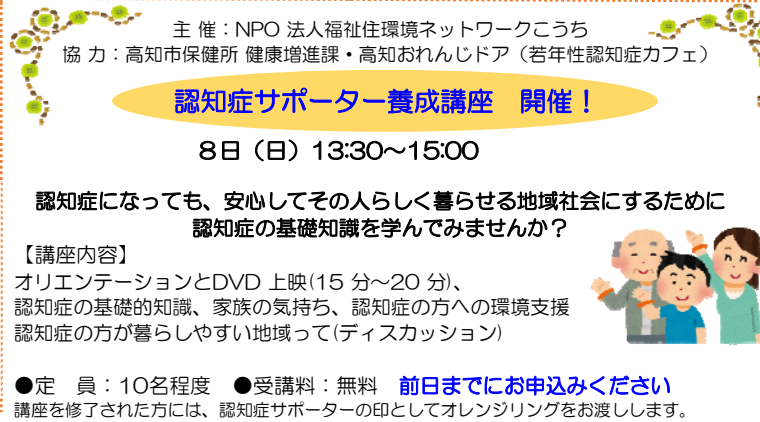 主 催：NPO 法人福祉住環境ネットワークこうち
協 力：高知市保健所 健康増進課・高知おれんじドア（若年性認知症カフェ）
認知症サポーター養成講座　開催！
8日（日）13:30～15:00
認知症になっても、安心してその人らしく暮らせる地域社会にするために
認知症の基礎知識を学んでみませんか？
【講座内容】
オリエンテーションとDVD 上映(15 分～20 分)、
認知症の基礎的知識、家族の気持ち、認知症の方への環境支援
認知症の方が暮らしやすい地域って(ディスカッション)
●定　員：10名程度　●受講料：無料　前日までにお申込みください
講座を修了された方には、認知症サポーターの印としてオレンジリングをお渡しします。